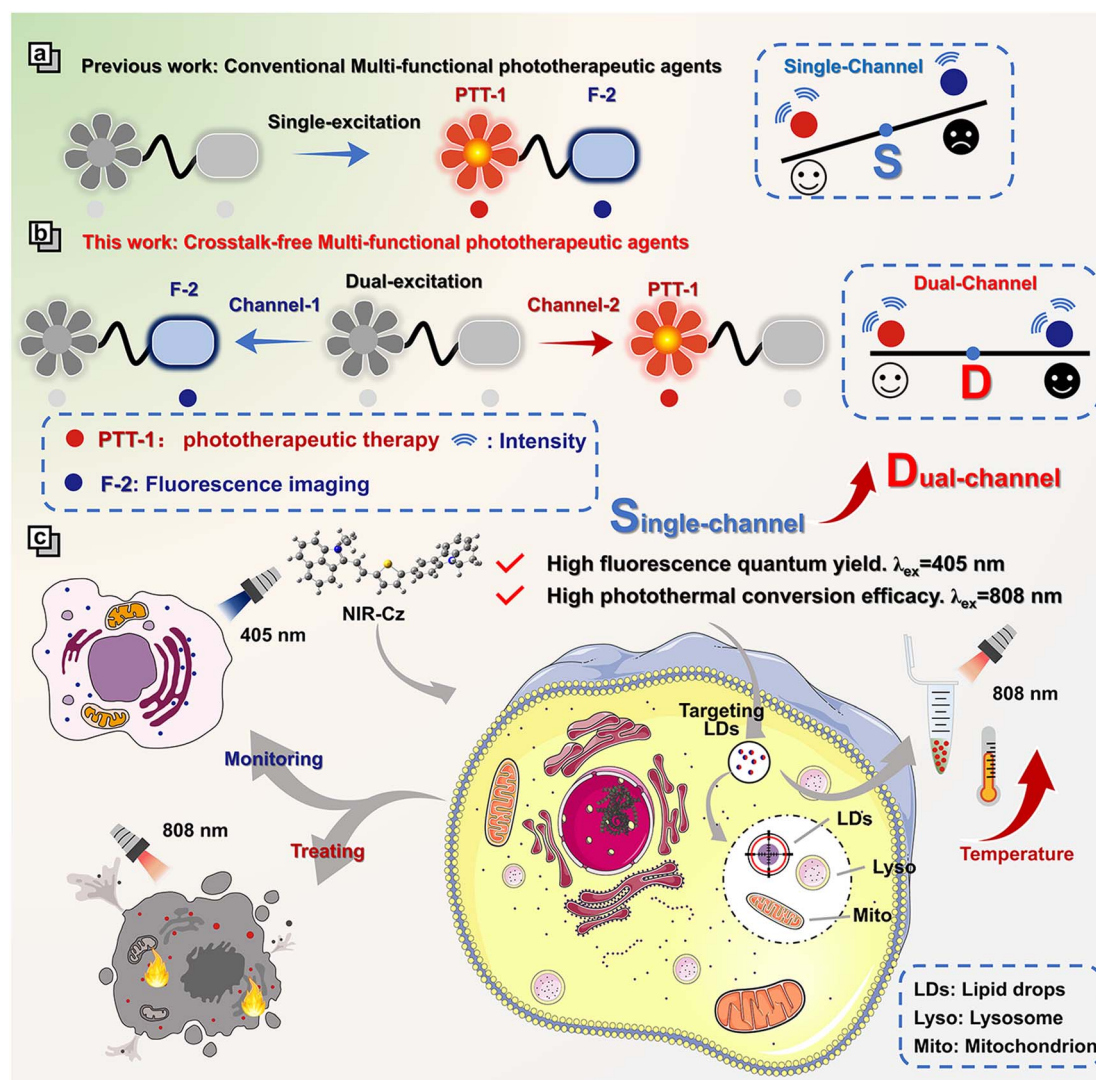 a
Previous work: Conventional Multi-functional phototherapeutic agents
Single-Channel
PTT-1
F-2
Single-excitation
S
b
This work: Crosstalk-free Multi-functional phototherapeutic agents
Dual-excitation
F-2
Channel-1
Channel-2
PTT-1
Dual-Channel
D
PTT-1: phototherapeutic therapy : Intensity
F-2: Fluorescence imaging
Single-channel
Dual-channel
c
405 nm
NIR-Cz
High fluorescence quantum yield. λex=405 nm
High photothermal conversion efficacy. λex=808 nm
808 nm
Targeting
LDs
Monitoring
Treating
808 nm
LDs
Lyso
Mito
Temperature
LDs: Lipid drops
Lyso: Lysosome
Mito: Mitochondrion